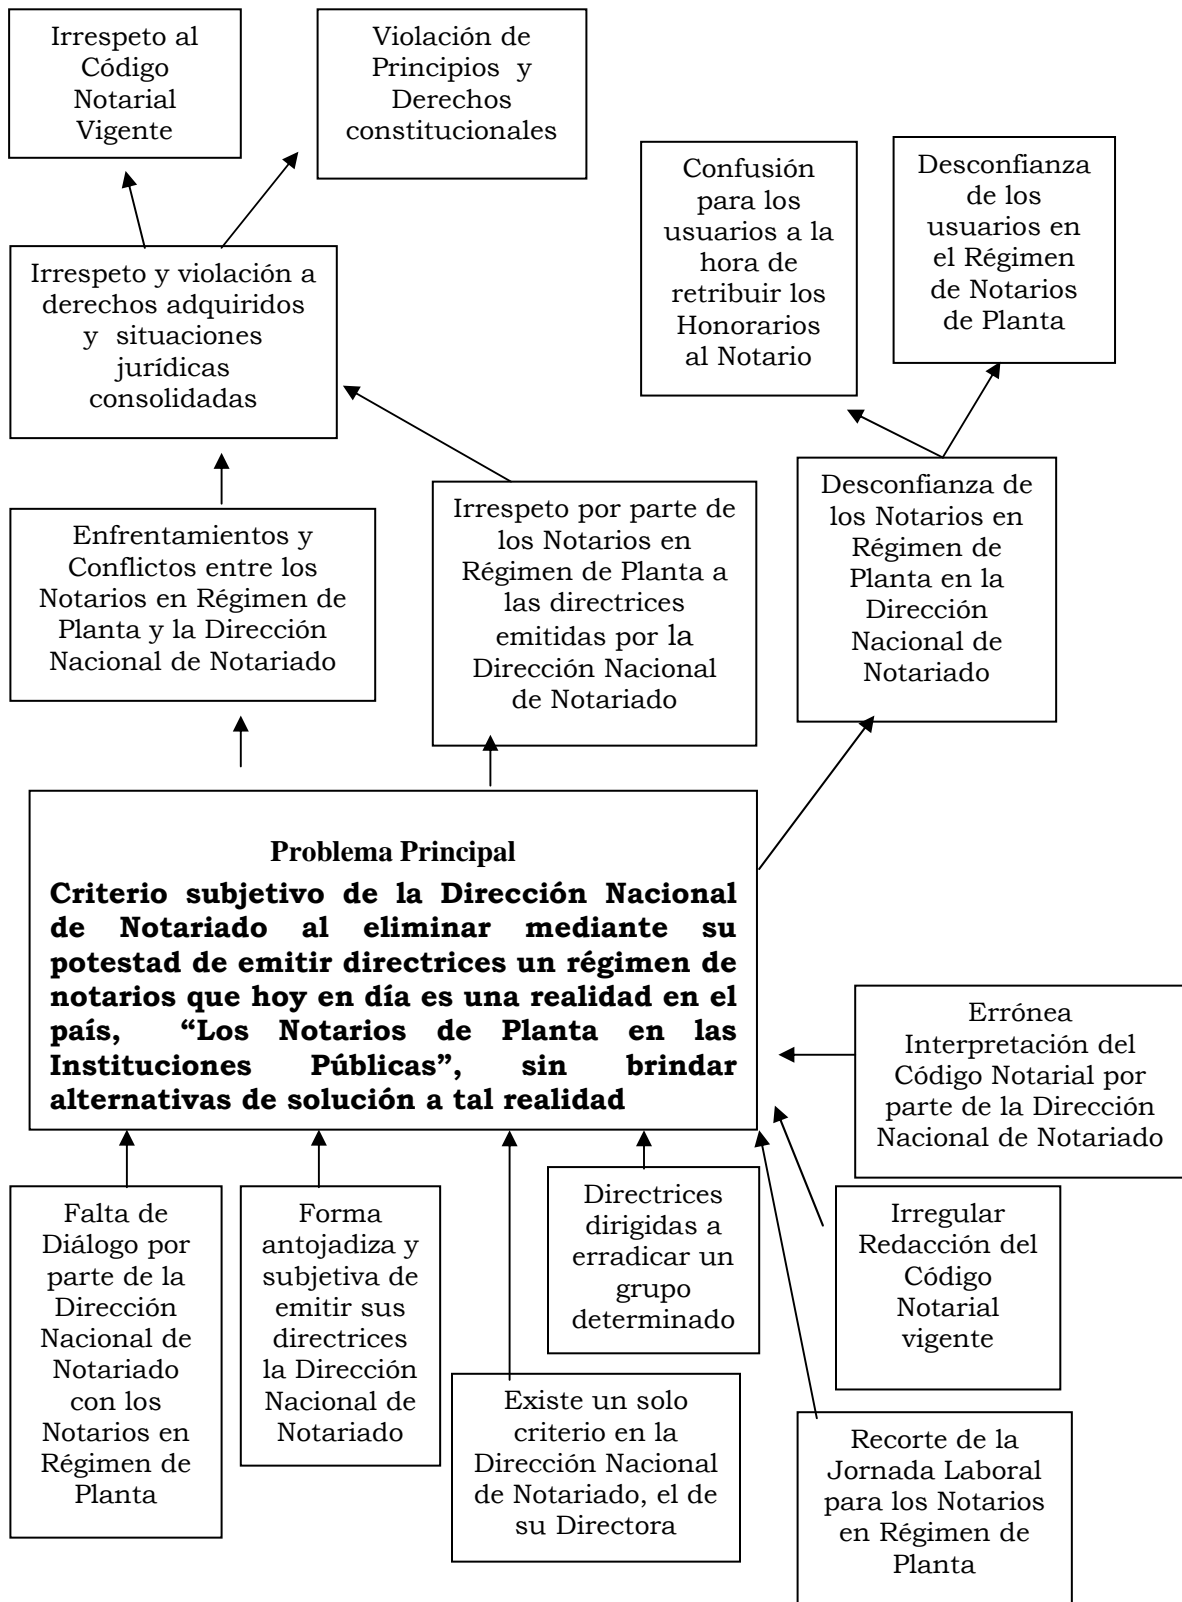 Irrespeto al
Código
Notarial
Vigente
Violación de
Principios y
Derechos
constitucionales
Confusión
para los
usuarios a la
hora de
retribuir los
Honorarios
al Notario
Desconfianza
de los
usuarios en
el Régimen
de Notarios
de Planta
Irrespeto y violación a
derechos adquiridos
y situaciones
jurídicas
consolidadas
Enfrentamientos y
Conflictos entre los
Notarios en Régimen de
Planta y la Dirección
Nacional de Notariado
Irrespeto por parte de
los Notarios en
Régimen de Planta a
las directrices
emitidas por la
Dirección Nacional
de Notariado
Desconfianza de
los Notarios en
Régimen de
Planta en la
Dirección
Nacional de
Notariado
Problema Principal
Criterio subjetivo de la Dirección Nacional
de Notariado al eliminar mediante su
potestad de emitir directrices un régimen de
notarios que hoy en día es una realidad en el
país, “Los Notarios de Planta en las
Instituciones Públicas”, sin brindar
alternativas de solución a tal realidad
Errónea
Interpretación del
Código Notarial por
parte de la Dirección
Nacional de Notariado
Falta de
Diálogo por
parte de la
Dirección
Nacional de
Notariado
con los
Notarios en
Régimen de
Planta
Forma
antojadiza y
subjetiva de
emitir sus
directrices
la Dirección
Nacional de
Notariado
Existe un solo
criterio en la
Dirección Nacional
de Notariado, el de
su Directora
Directrices
dirigidas a
erradicar un
grupo
determinado
Irregular
Redacción del
Código
Notarial
vigente
Recorte de la
Jornada Laboral
para los Notarios
en Régimen de
Planta